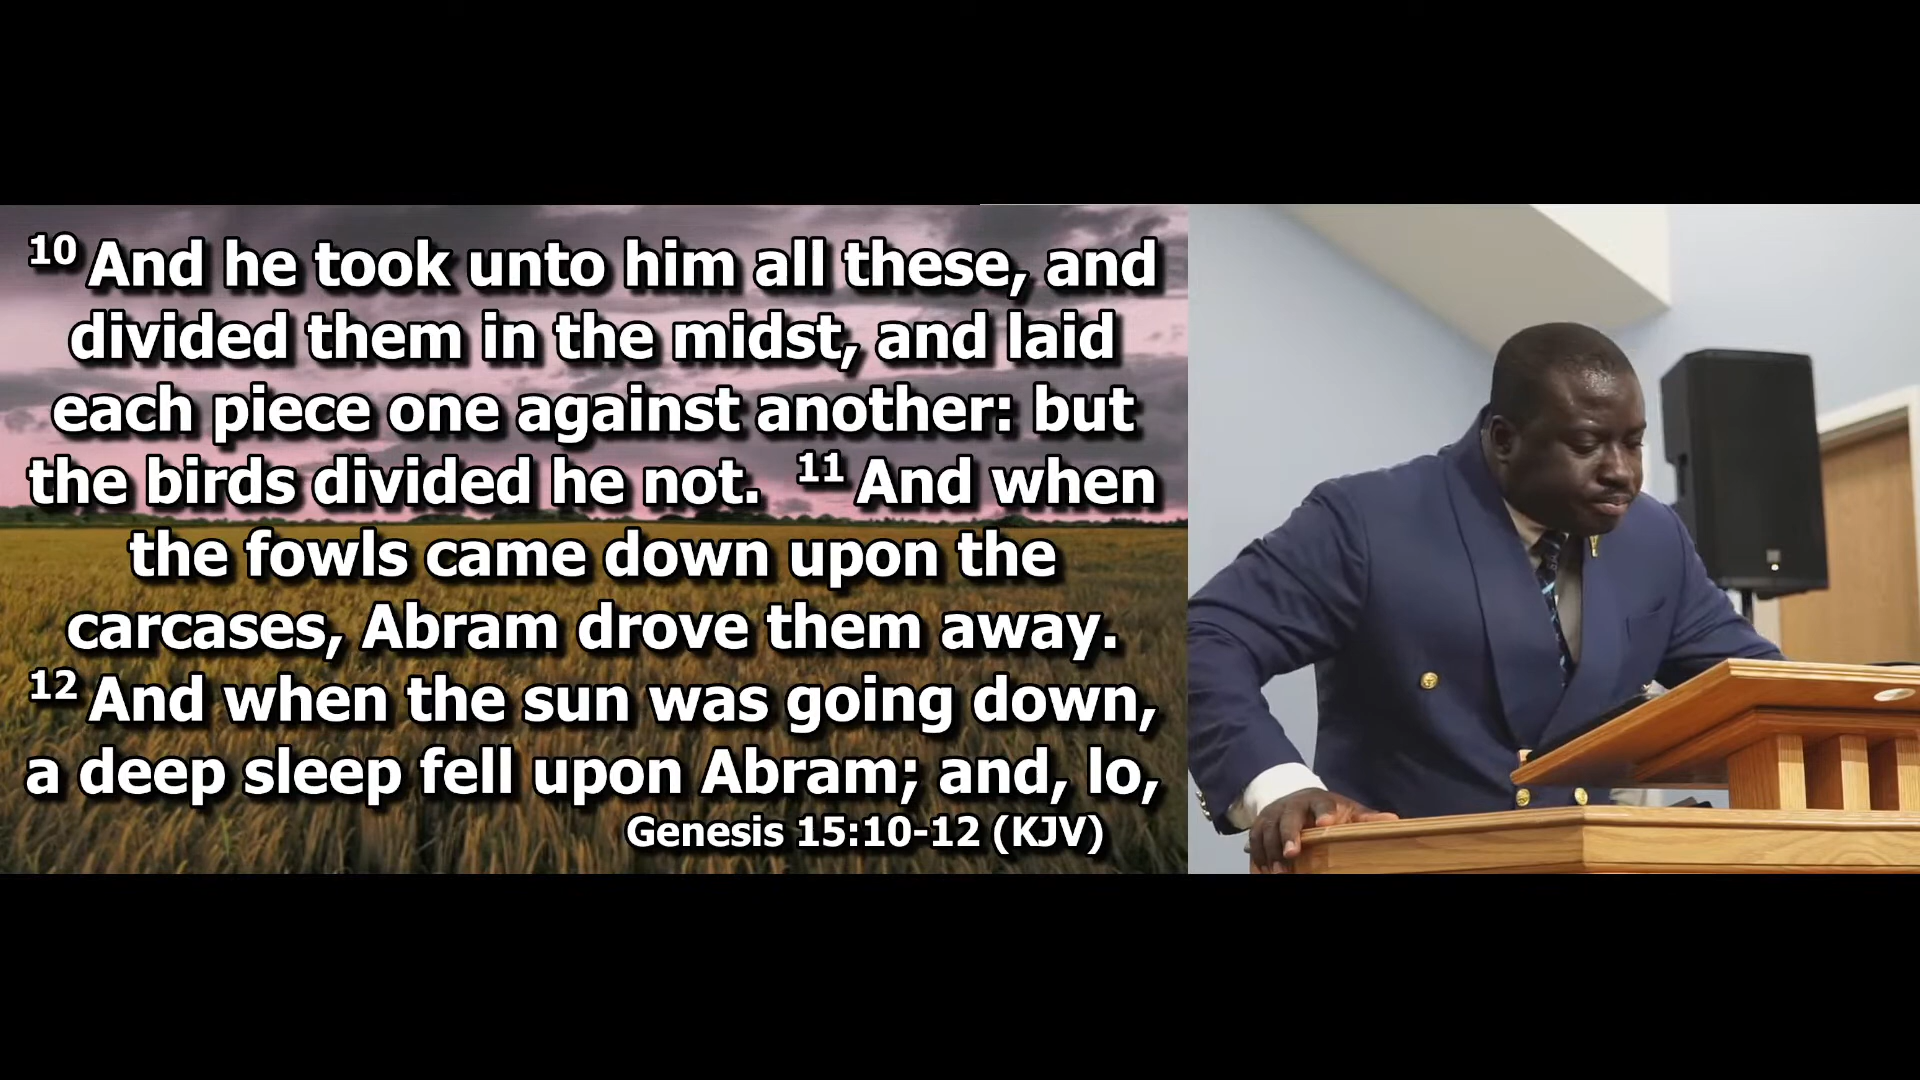 10 And he took unto him all these, and
divided them in the midst, and laid
each piece one against another: but
the birds divided he not. 11 And when
the fowls came down upon the
carcases, Abram drove them away.
12 And when the sun was going down,
a deep sleep fell upon Abram; and, lo,
Genesis 15:10-12 (KJV)